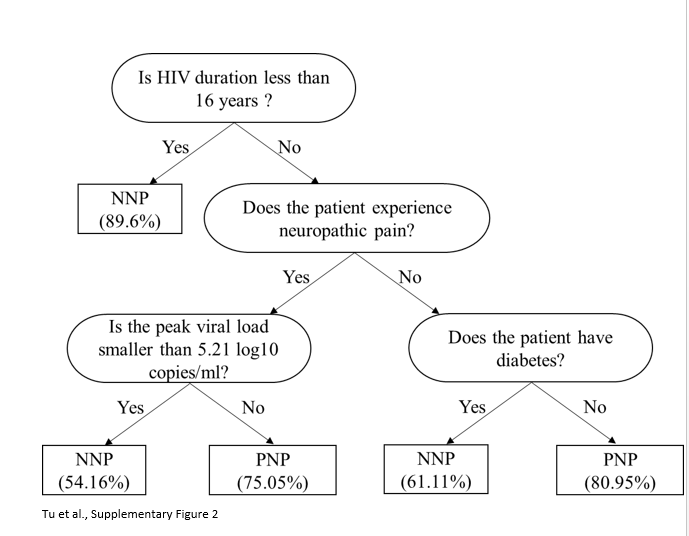 Is HIV duration less than
16 years ?
Yes
No
NNP
(89.6%)
Does the patient experience
neuropathic pain?
Yes
No
Is the peak viral load
smaller than 5.21 log10
copies/ml?
Does the patient have
diabetes?
Yes
No
Yes
No
NNP
(54.16%)
PNP
(75.05%)
NNP
(61.11%)
PNP
(80.95%)
Tu et al., Supplementary Figure 2